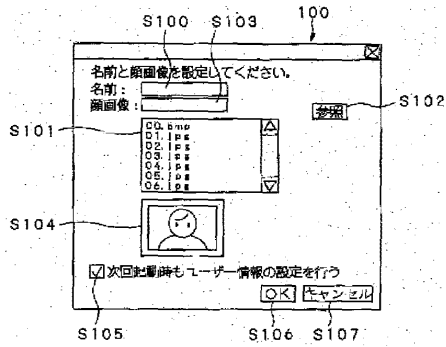 S100 S103 100
名前と顔画像を設定してください。
名前：
顔画像：
参照
S102
S101
00.bmp
01.jpg
02.jpg
03.jpg
04.jpg
05.jpg
06.jpg
S104
次回起動時もユーザー情報の設定を行う
OK キャンセル
S105 S106 S107